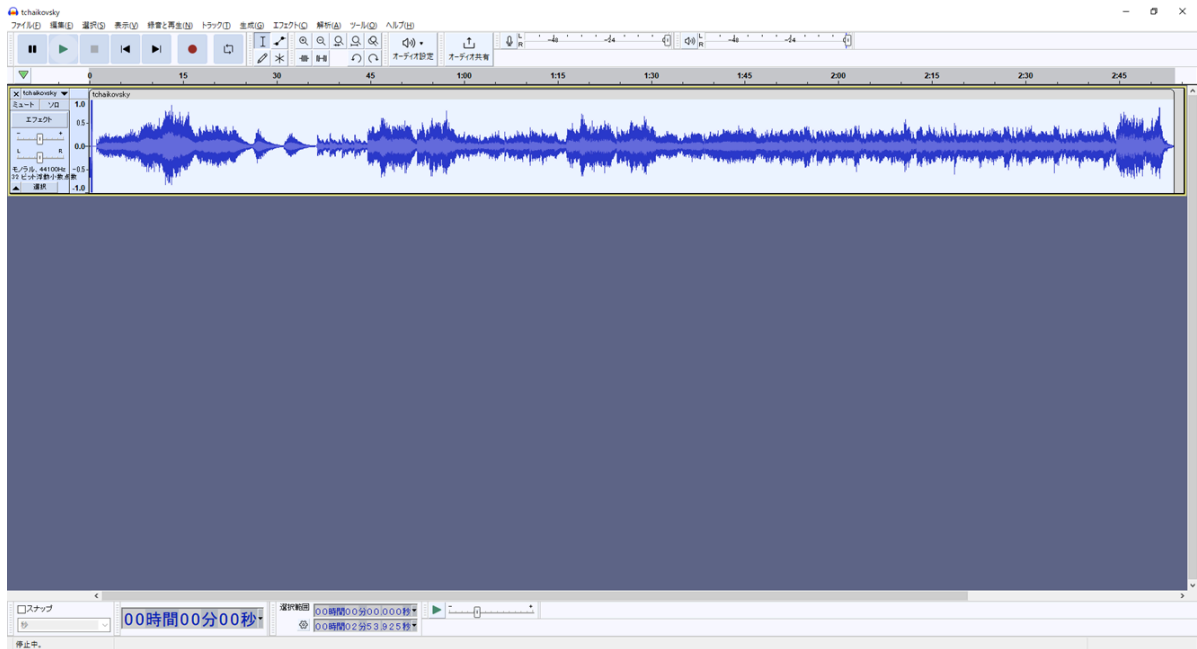 tchaikovsky
ファイル(F) 編集(E) 選択(S) 表示(V) 録音と再生(N) トラック(T) 生成(G) エフェクト(C) 解析(A) ツール(O) ヘルプ(H)
オーディオ設定 オーディオ共有
L R -48 -24 0
L R -48 -24 0
0 15 30 45 1:00 1:15 1:30 1:45 2:00 2:15 2:30 2:45
tchaikovsky
tchaikovsky
ミュート ソロ
エフェクト
- +
L R
モノラル, 44100Hz
32 ビット浮動小数点数
選択
1.0
0.5-
0.0-
-0.5-
-1.0
スナップ
秒
00時間00分00秒
選択範囲
00時間00分00.000秒
00時間02分53.925秒
- +
停止中。